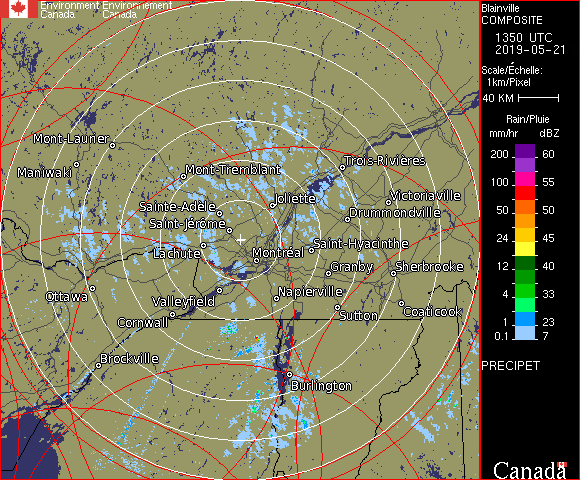 Environment Environnement
Canada Canada
Blainville
COMPOSITE
1350 UTC
2019-05-21
Scale/Échelle:
1km/Pixel
40 KM
Rain/Pluie
mm/hr dBZ
200 60
100 55
50 50
24 45
12 40
4 33
1 23
0.1 7
PRECIPET
Canada
Mont-Laurier
Maniwaki
Mont-Tremblant
Trois-Rivières
Sainte-Adèle
Joliette
Victoriaville
Drummondville
Saint-Jérôme
Lachute
Montréal
Saint-Hyacinthe
Granby
Sherbrooke
Ottawa
Valleyfield
Napierville
Cornwall
Sutton
Coaticook
Brockville
Burlington